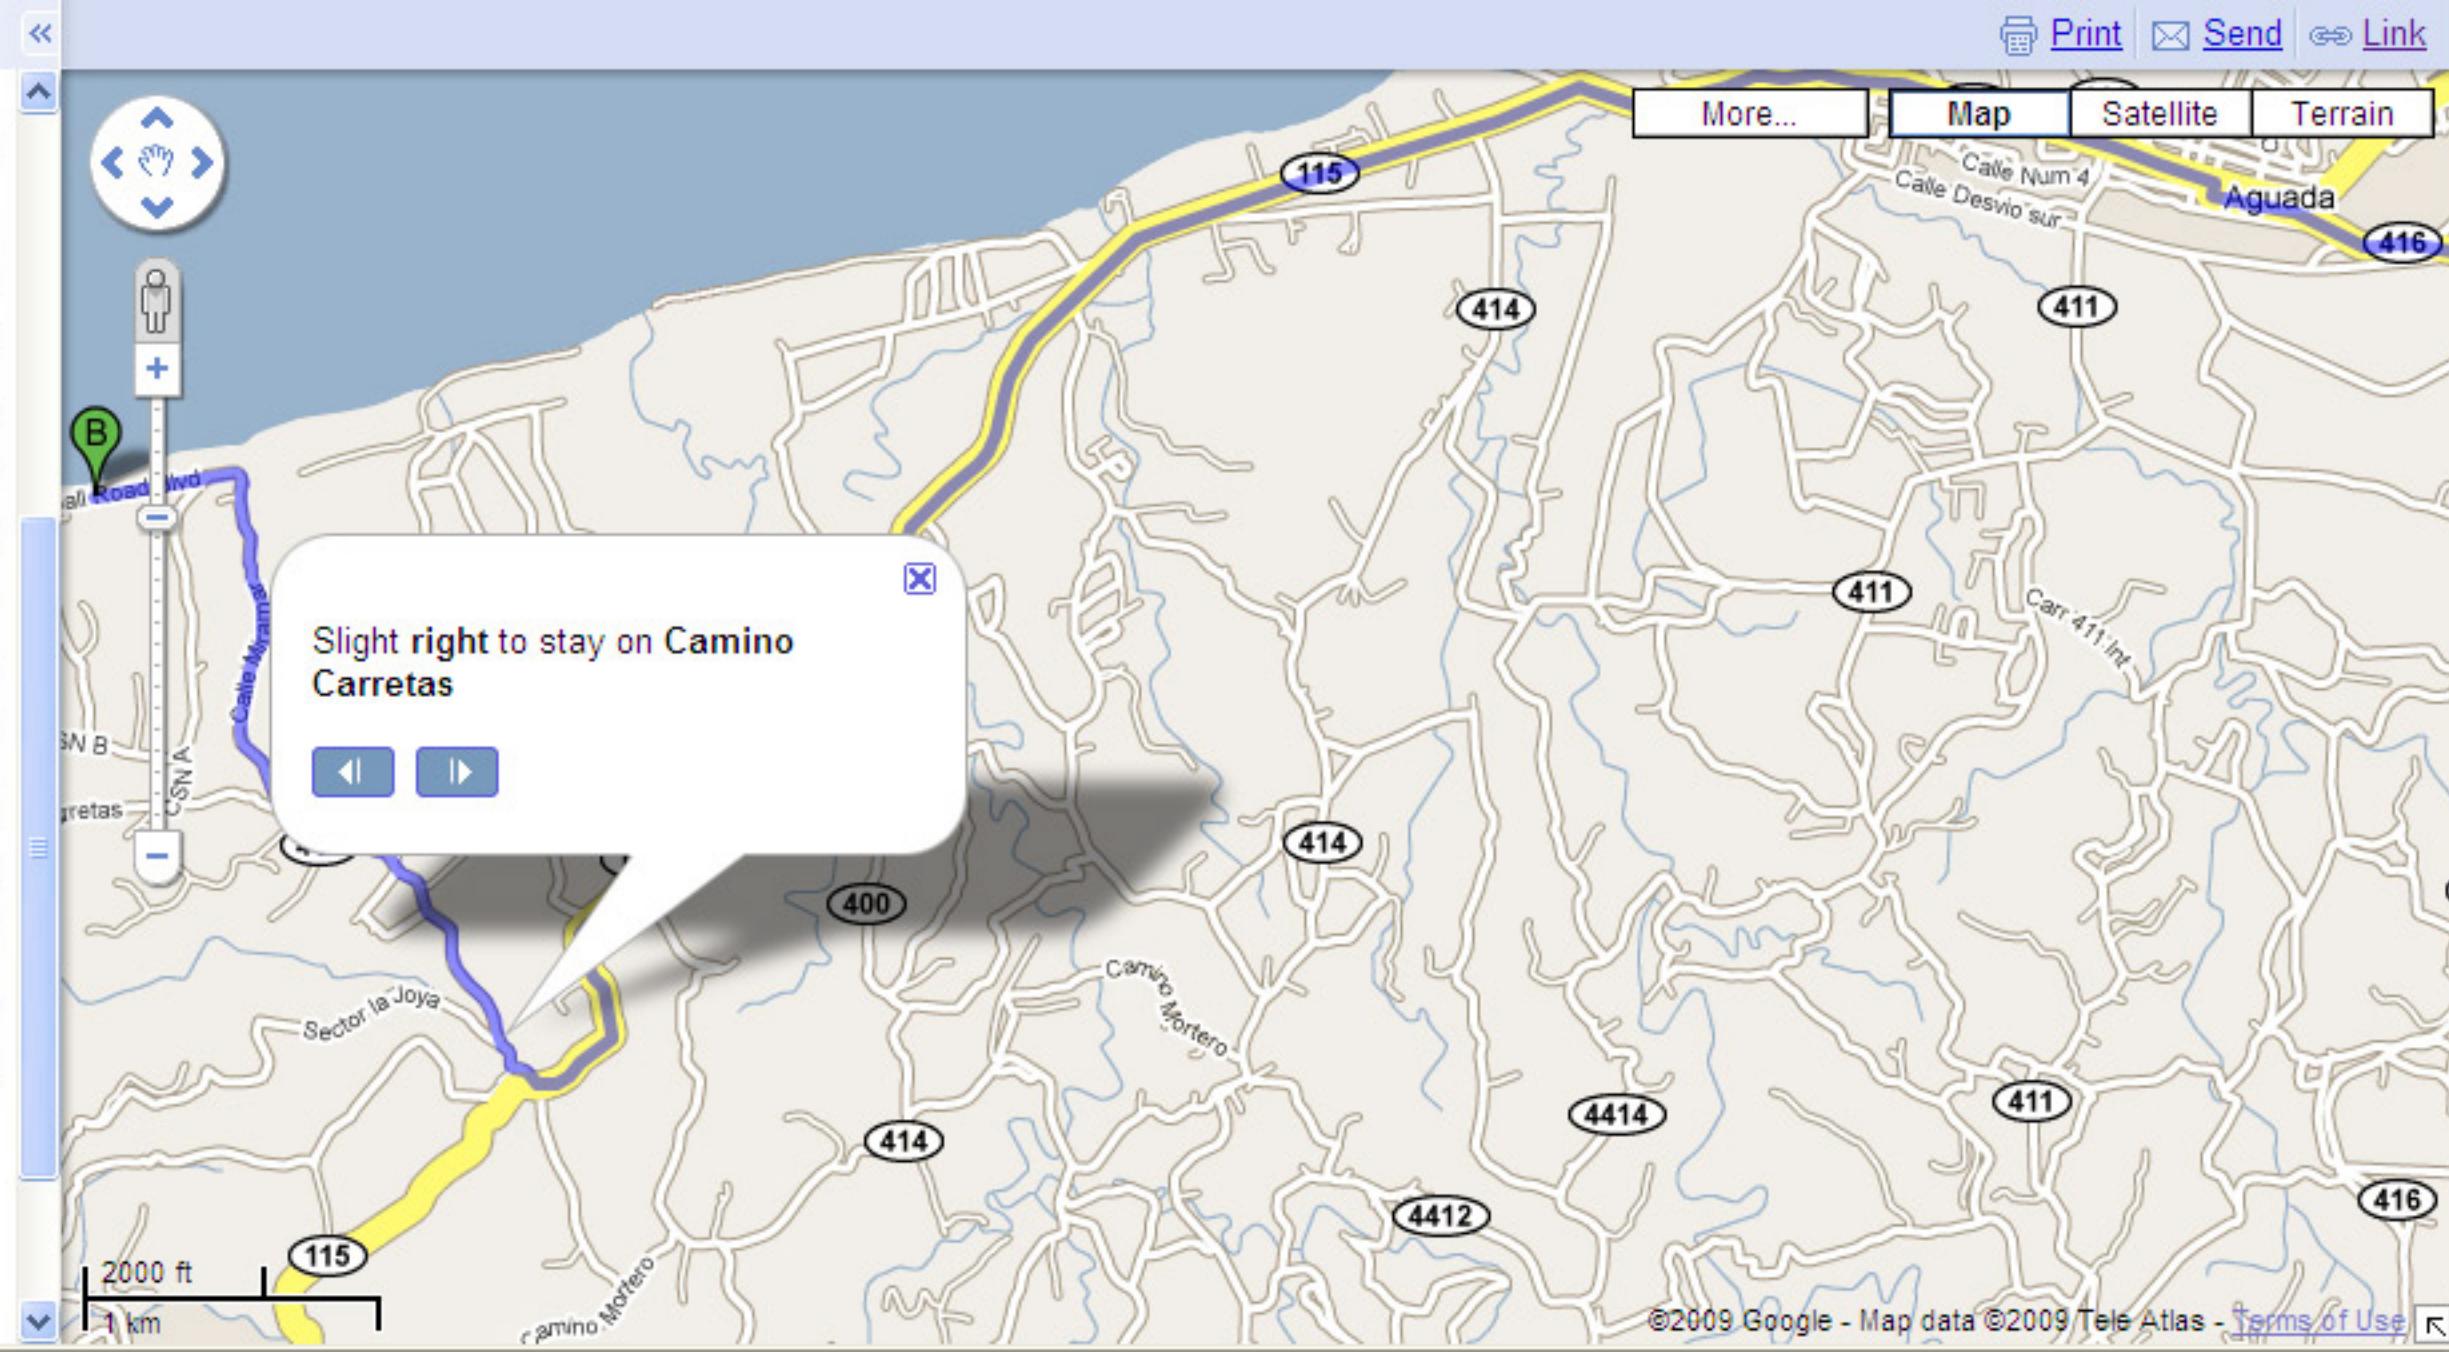 «
Print
Send
Link
More...
Map
Satellite
Terrain
115
Calle Num 4
Calle Desvio sur
Aguada
416
414
411
B
Road
Calle Miramar
411
Carr 411 Int
Slight right to stay on Camino
Carretas
SN B
CSN A
414
400
Camino Mortero
Sector la Joya
4414
411
414
416
4412
115
2000 ft
1 km
Camino Mortero
©2009 Google - Map data ©2009 Tele Atlas - Terms of Use